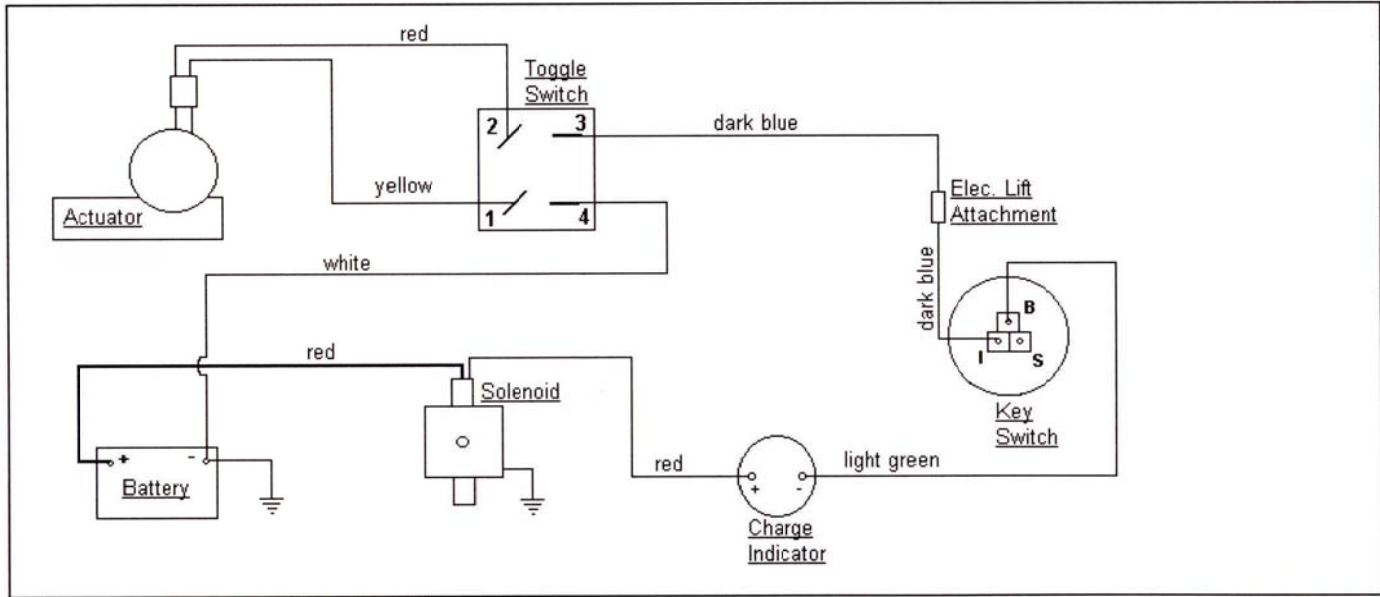 red
Toggle
Switch
2
3
dark blue
yellow
1
4
Elec. Lift
Attachment
Actuator
white
dark blue
B
I
S
red
Solenoid
Key
Switch
+
-
Battery
red
+
-
light green
Charge
Indicator